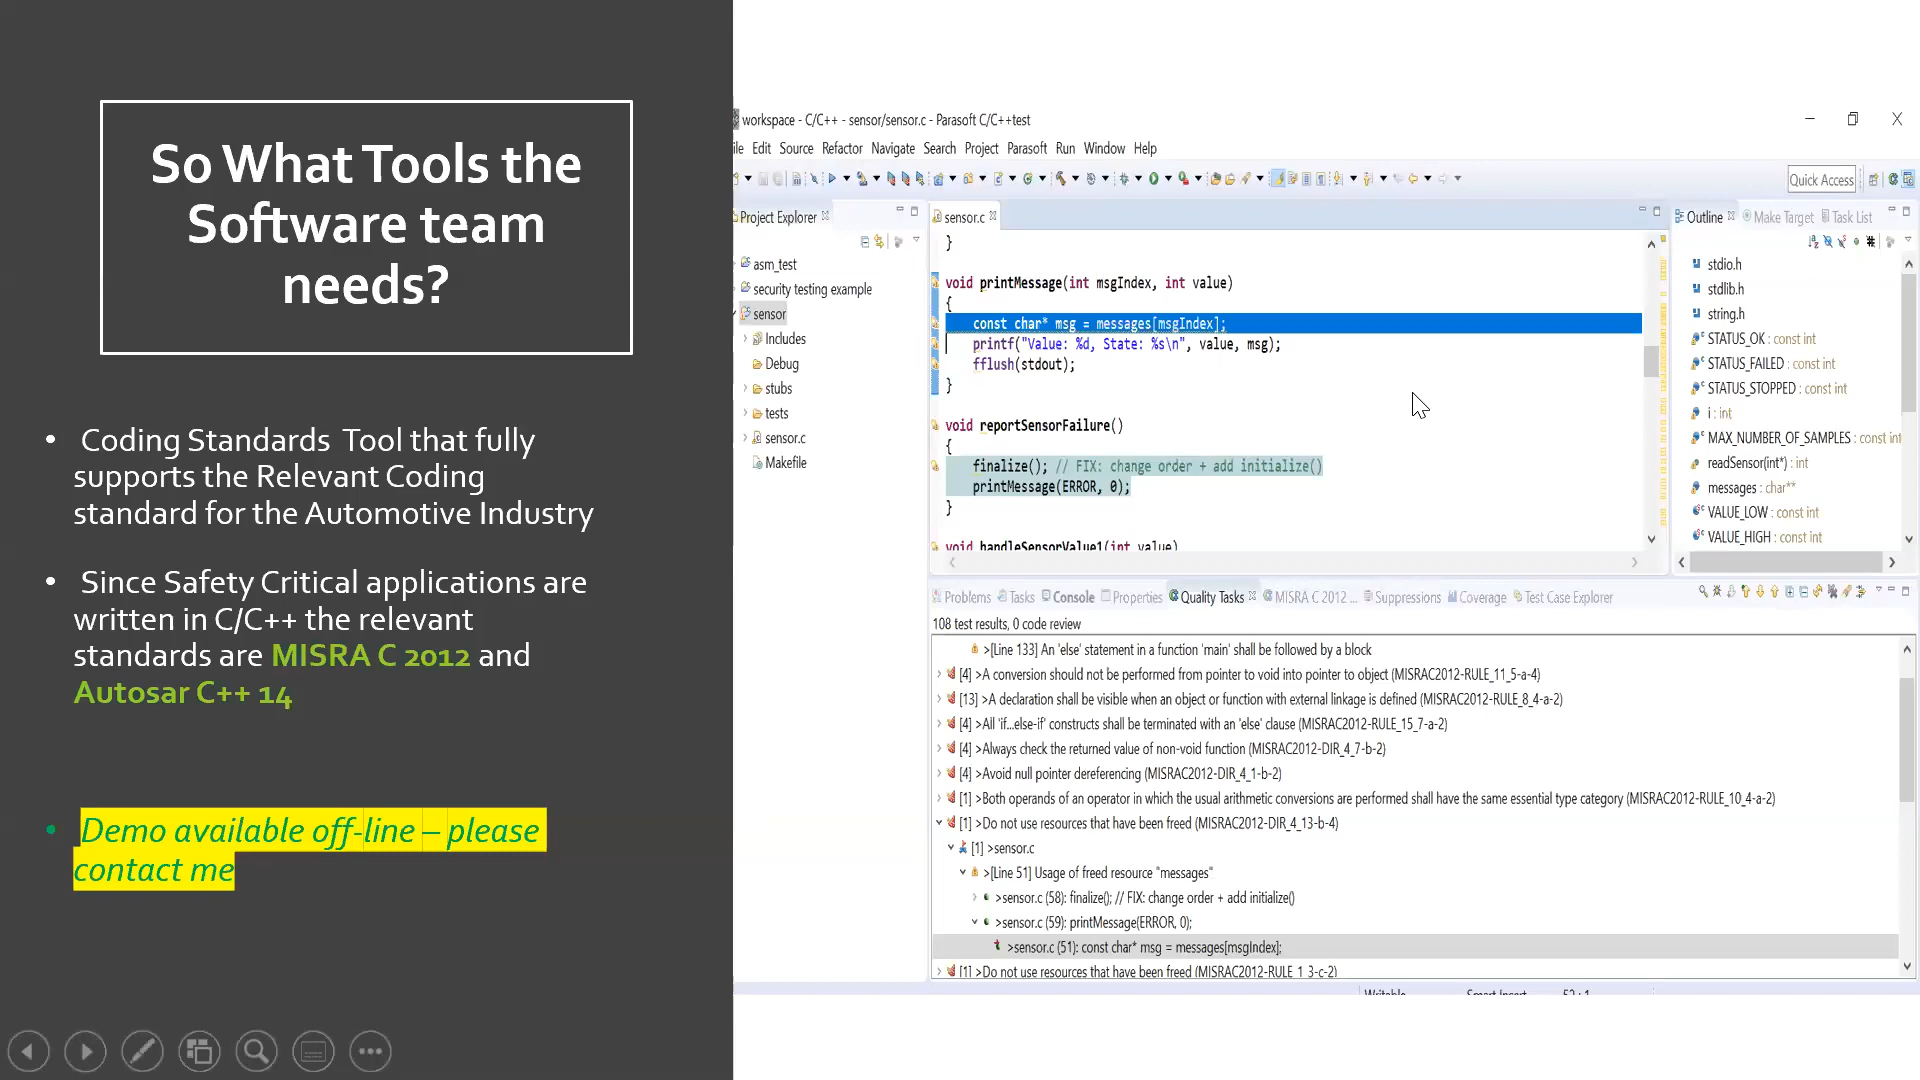 So What Tools the
Software team
needs?
• Coding Standards  Tool that fully
supports the Relevant Coding
standard for the Automotive Industry
• Since Safety Critical applications are
written in C/C++ the relevant
standards are MISRA C 2012 and
Autosar C++ 14
• Demo available off-line – please
contact me
workspace - C/C++ - sensor/sensor.c - Parasoft C/C++test
ile Edit Source Refactor Navigate Search Project Parasoft Run Window Help
Quick Access
Project Explorer
asm_test
security testing example
sensor
Includes
Debug
stubs
tests
sensor.c
Makefile
sensor.c
}
void printMessage(int msgIndex, int value)
{
const char* msg = messages[msgIndex];
printf("Value: %d, State: %s\n", value, msg);
fflush(stdout);
}
void reportSensorFailure()
{
finalize(); // FIX: change order + add initialize()
printMessage(ERROR, 0);
}
void handleSensorValue1(int value)
Outline Make Target Task List
stdio.h
stdlib.h
string.h
STATUS_OK : const int
STATUS_FAILED : const int
STATUS_STOPPED : const int
i : int
MAX_NUMBER_OF_SAMPLES : const int
readSensor(int*) : int
messages : char**
VALUE_LOW : const int
VALUE_HIGH : const int
Problems Tasks Console Properties Quality Tasks MISRA C 2012 ... Suppressions Coverage Test Case Explorer
108 test results, 0 code review
>[Line 133] An 'else' statement in a function 'main' shall be followed by a block
[4] >A conversion should not be performed from pointer to void into pointer to object (MISRAC2012-RULE_11_5-a-4)
[13] >A declaration shall be visible when an object or function with external linkage is defined (MISRAC2012-RULE_8_4-a-2)
[4] >All 'if...else-if' constructs shall be terminated with an 'else' clause (MISRAC2012-RULE_15_7-a-2)
[4] >Always check the returned value of non-void function (MISRAC2012-DIR_4_7-b-2)
[4] >Avoid null pointer dereferencing (MISRAC2012-DIR_4_1-b-2)
[1] >Both operands of an operator in which the usual arithmetic conversions are performed shall have the same essential type category (MISRAC2012-RULE_10_4-a-2)
[1] >Do not use resources that have been freed (MISRAC2012-DIR_4_13-b-4)
[1] >sensor.c
>[Line 51] Usage of freed resource "messages"
>sensor.c (58): finalize(); // FIX: change order + add initialize()
>sensor.c (59): printMessage(ERROR, 0);
>sensor.c (51): const char* msg = messages[msgIndex];
[1] >Do not use resources that have been freed (MISRAC2012-RULE_1_3-c-2)
Writable Smart Insert 52 : 1